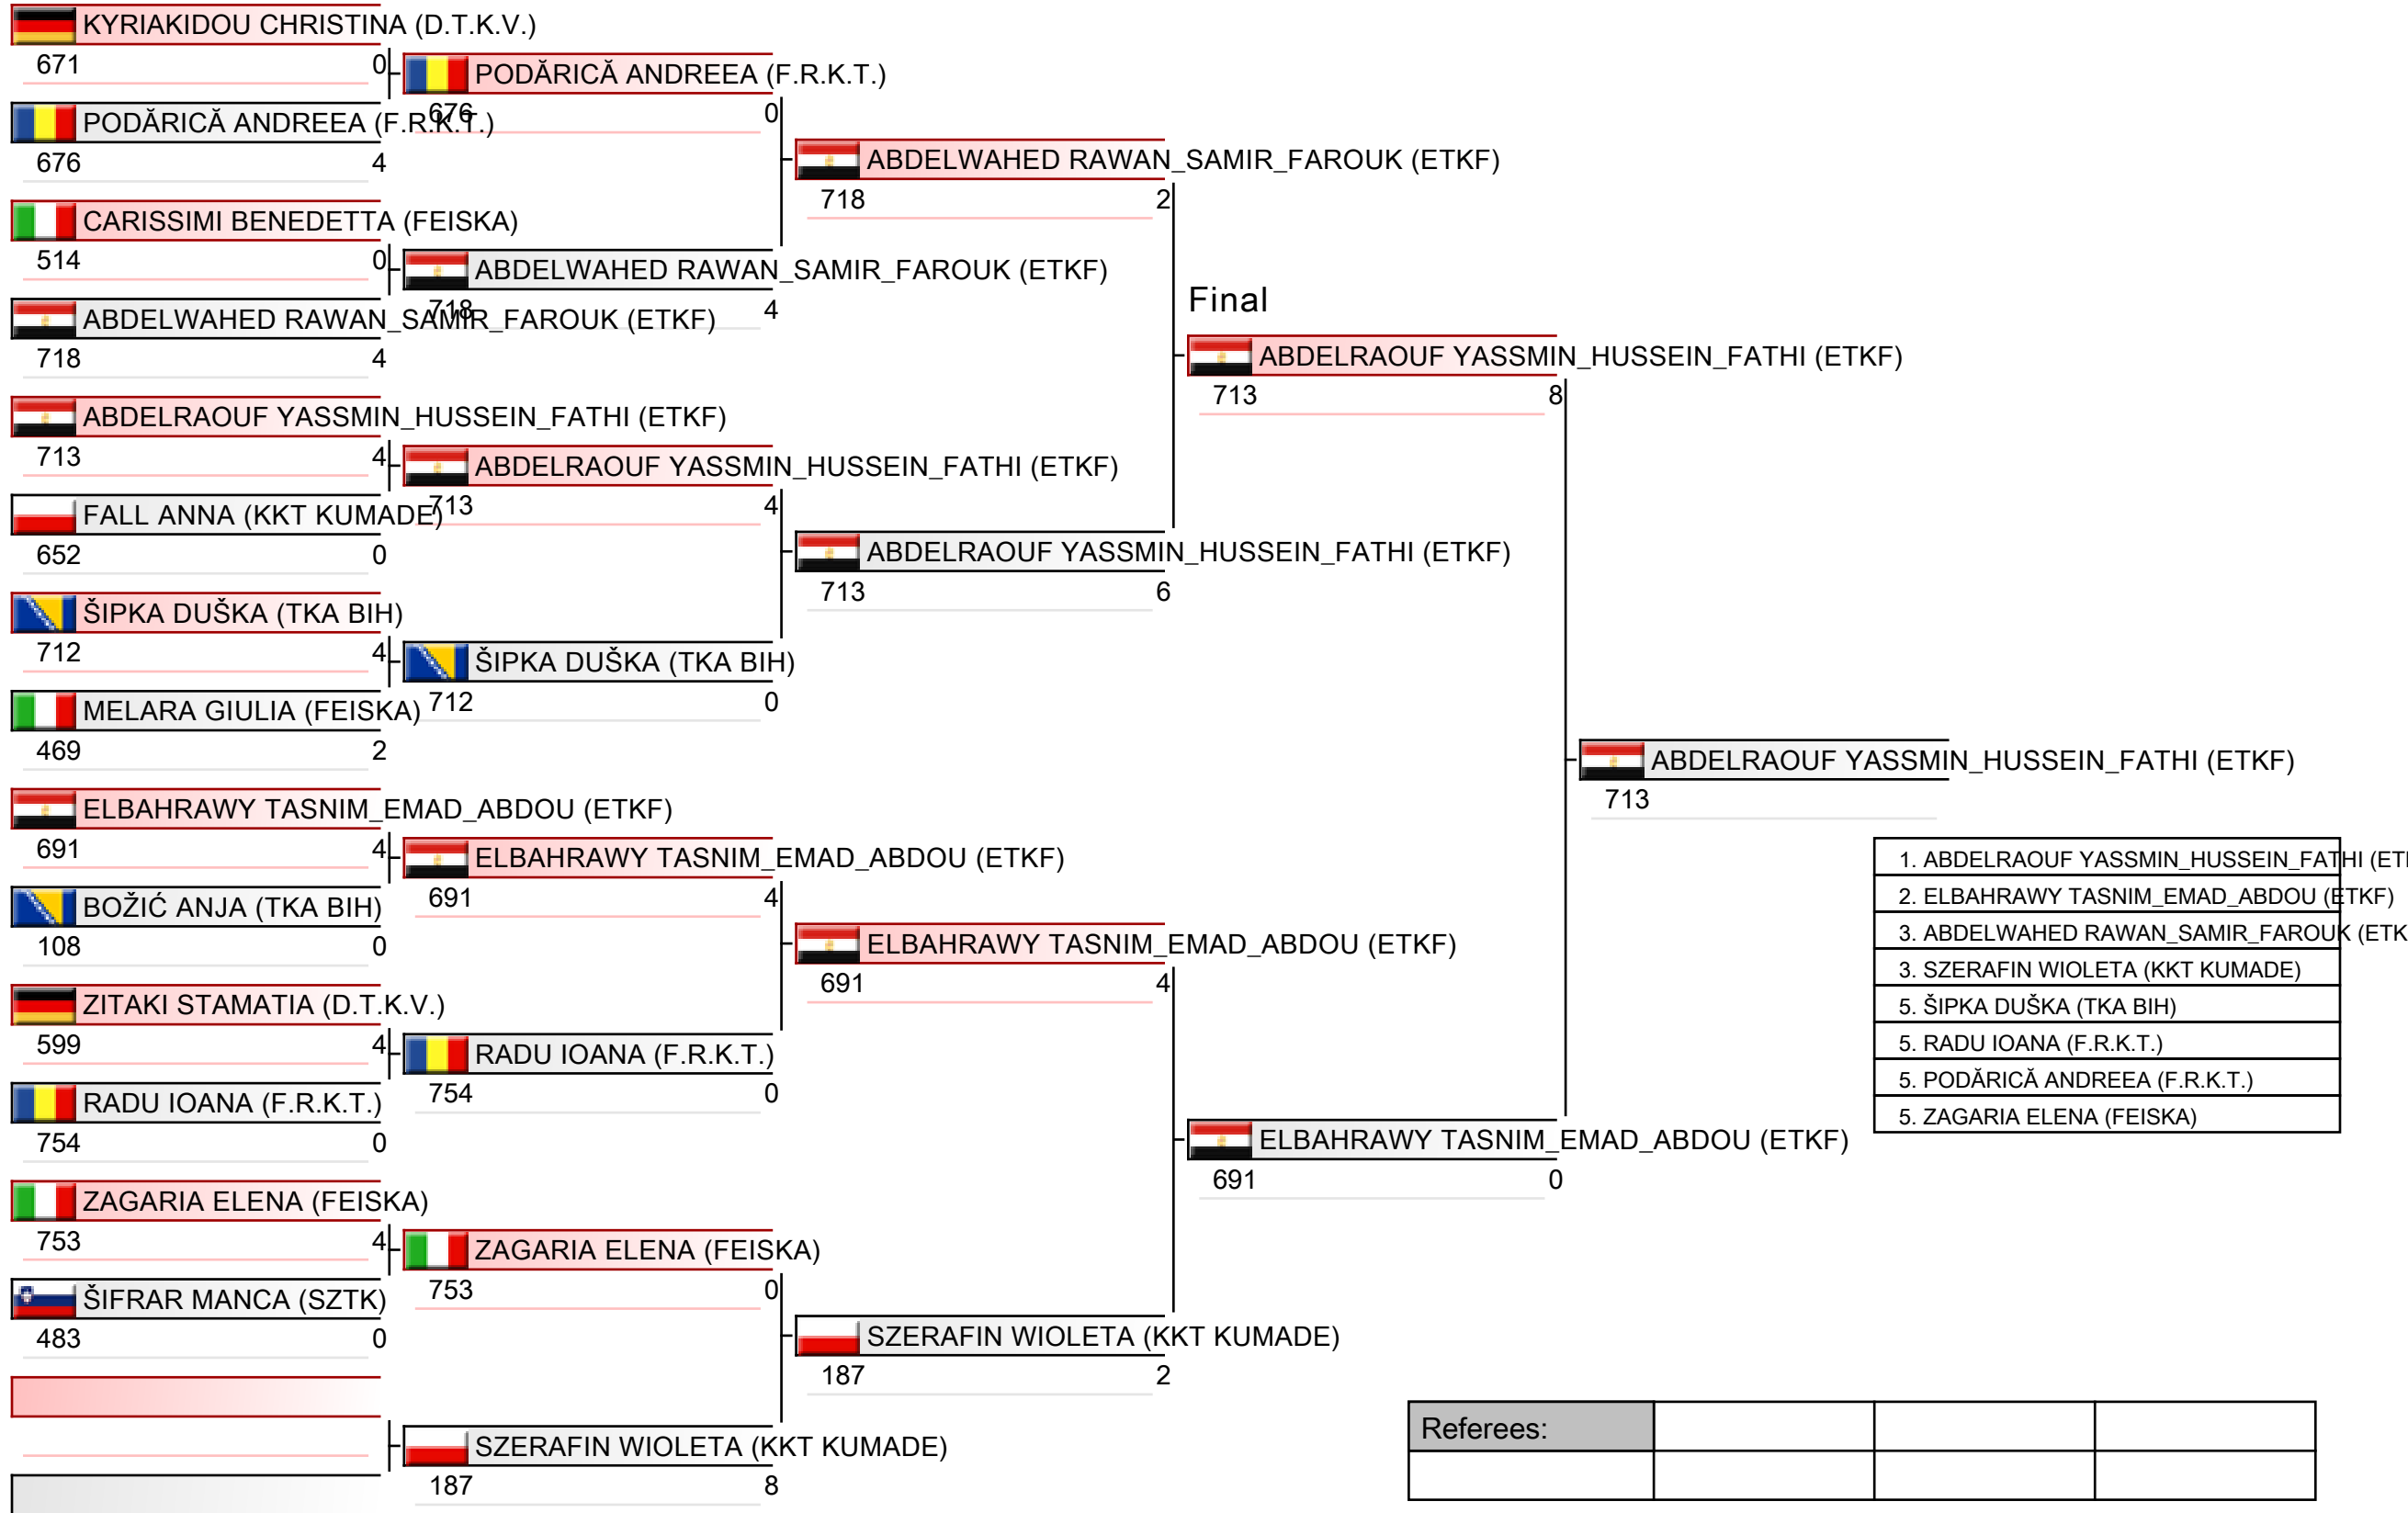 KYRIAKIDOU CHRISTINA (D.T.K.V.)
671 0
PODĂRICĂ ANDREEA (F.R.K.T.)
676 4
CARISSIMI BENEDETTA (FEISKA)
514 0
ABDELWAHED RAWAN_SAMIR_FAROUK (ETKF)
718 4
ABDELRAOUF YASSMIN_HUSSEIN_FATHI (ETKF)
713 4
FALL ANNA (KKT KUMADE)
652 0
ŠIPKA DUŠKA (TKA BIH)
712 4
MELARA GIULIA (FEISKA)
469 2
ELBAHRAWY TASNIM_EMAD_ABDOU (ETKF)
691 4
BOŽIĆ ANJA (TKA BIH)
108 0
ZITAKI STAMATIA (D.T.K.V.)
599 4
RADU IOANA (F.R.K.T.)
754 0
ZAGARIA ELENA (FEISKA)
753 4
ŠIFRAR MANCA (SZTK)
483 0
PODĂRICĂ ANDREEA (F.R.K.T.)
676 0
ABDELWAHED RAWAN_SAMIR_FAROUK (ETKF)
718 4
ABDELRAOUF YASSMIN_HUSSEIN_FATHI (ETKF)
713 4
ŠIPKA DUŠKA (TKA BIH)
712 0
ELBAHRAWY TASNIM_EMAD_ABDOU (ETKF)
691 4
RADU IOANA (F.R.K.T.)
754 0
ZAGARIA ELENA (FEISKA)
753 0
SZERAFIN WIOLETA (KKT KUMADE)
187 8
ABDELWAHED RAWAN_SAMIR_FAROUK (ETKF)
718 2
ABDELRAOUF YASSMIN_HUSSEIN_FATHI (ETKF)
713 6
ELBAHRAWY TASNIM_EMAD_ABDOU (ETKF)
691 4
SZERAFIN WIOLETA (KKT KUMADE)
187 2
Final
ABDELRAOUF YASSMIN_HUSSEIN_FATHI (ETKF)
713 8
ELBAHRAWY TASNIM_EMAD_ABDOU (ETKF)
691 0
ABDELRAOUF YASSMIN_HUSSEIN_FATHI (ETKF)
713
1. ABDELRAOUF YASSMIN_HUSSEIN_FATHI (ET
2. ELBAHRAWY TASNIM_EMAD_ABDOU (ETKF)
3. ABDELWAHED RAWAN_SAMIR_FAROUK (ETK
3. SZERAFIN WIOLETA (KKT KUMADE)
5. ŠIPKA DUŠKA (TKA BIH)
5. RADU IOANA (F.R.K.T.)
5. PODĂRICĂ ANDREEA (F.R.K.T.)
5. ZAGARIA ELENA (FEISKA)
Referees: